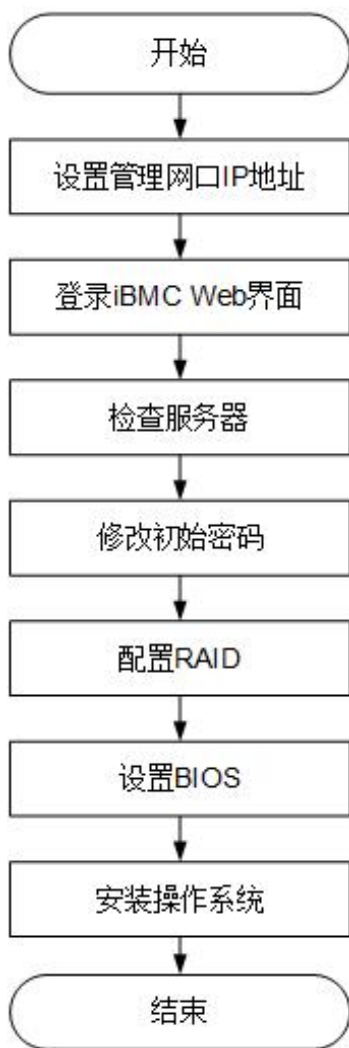 开始
设置管理网口IP地址
登录iBMC Web界面
检查服务器
修改初始密码
配置RAID
设置BIOS
安装操作系统
结束